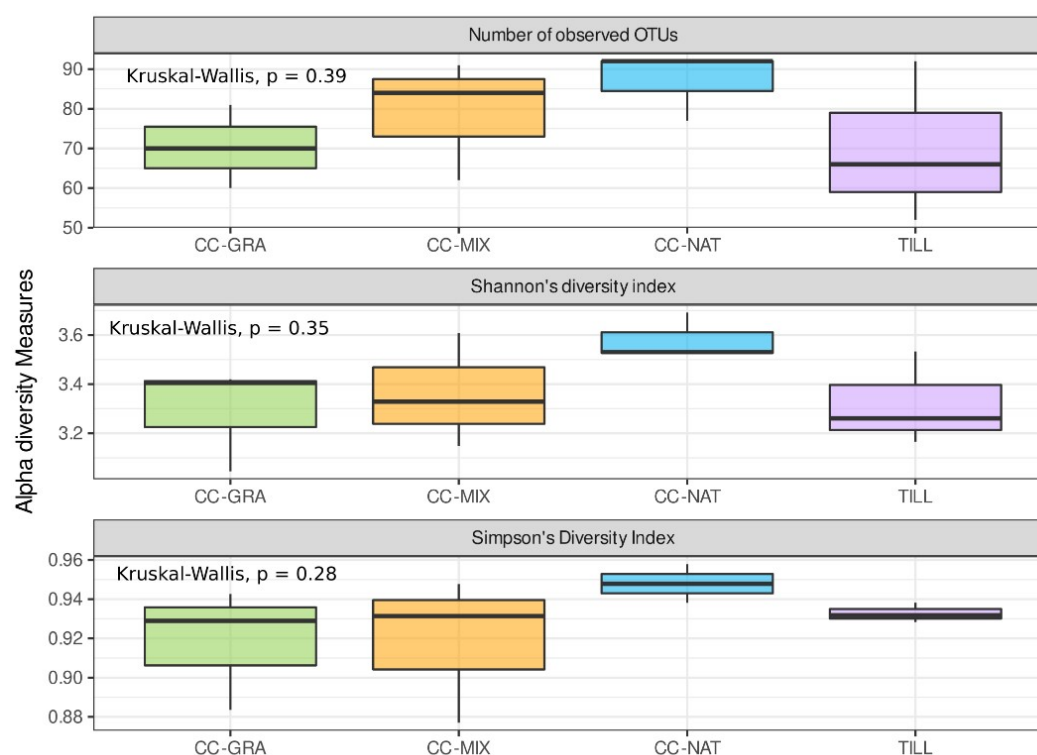 Alpha diversity Measures
Number of observed OTUs
Kruskal-Wallis, p = 0.39
90
80
70
60
50
CC-GRA CC-MIX CC-NAT TILL
Shannon's diversity index
Kruskal-Wallis, p = 0.35
3.6
3.4
3.2
CC-GRA CC-MIX CC-NAT TILL
Simpson's Diversity Index
Kruskal-Wallis, p = 0.28
0.96
0.94
0.92
0.90
0.88
CC-GRA CC-MIX CC-NAT TILL